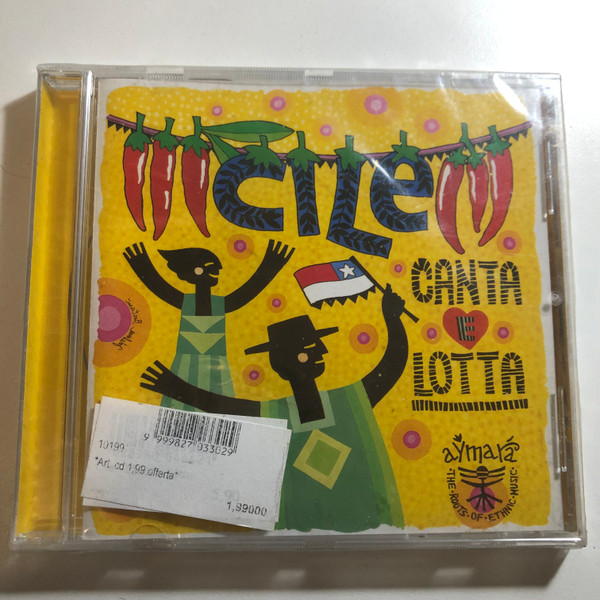 CILE
CANTA
E
LOTTA
aymará
·THE·ROOTS·OF·ETHNIC·MUSIC·
10199
9 999827 033029
*Art. cd 1,99 offerta*
1,99000